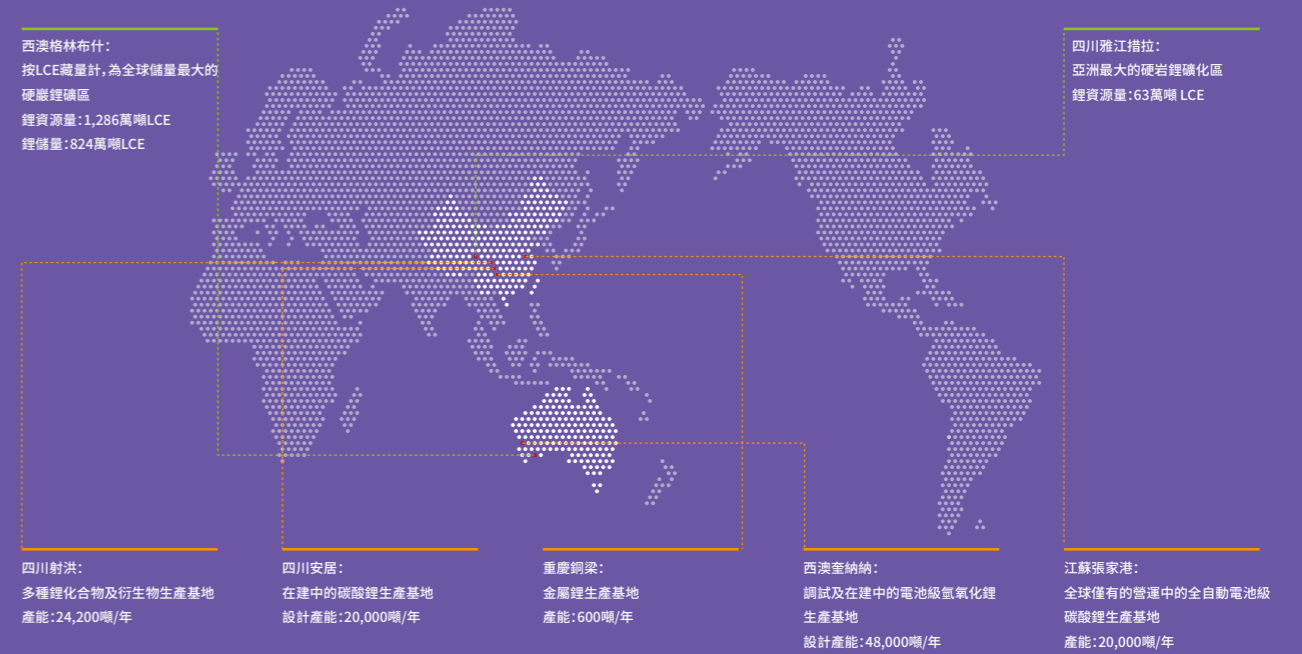 西澳格林布什：
按LCE藏量計，為全球儲量最大的
硬巖鋰礦區
鋰資源量：1,286萬噸LCE
鋰儲量：824萬噸LCE
四川雅江措拉：
亞洲最大的硬岩鋰礦化區
鋰資源量：63萬噸 LCE
四川射洪：
多種鋰化合物及衍生物生產基地
產能：24,200噸/年
四川安居：
在建中的碳酸鋰生產基地
設計產能：20,000噸/年
重慶銅梁：
金屬鋰生產基地
產能：600噸/年
西澳奎納納：
調試及在建中的電池級氫氧化鋰
生產基地
設計產能：48,000噸/年
江蘇張家港：
全球僅有的營運中的全自動電池級
碳酸鋰生產基地
產能：20,000噸/年